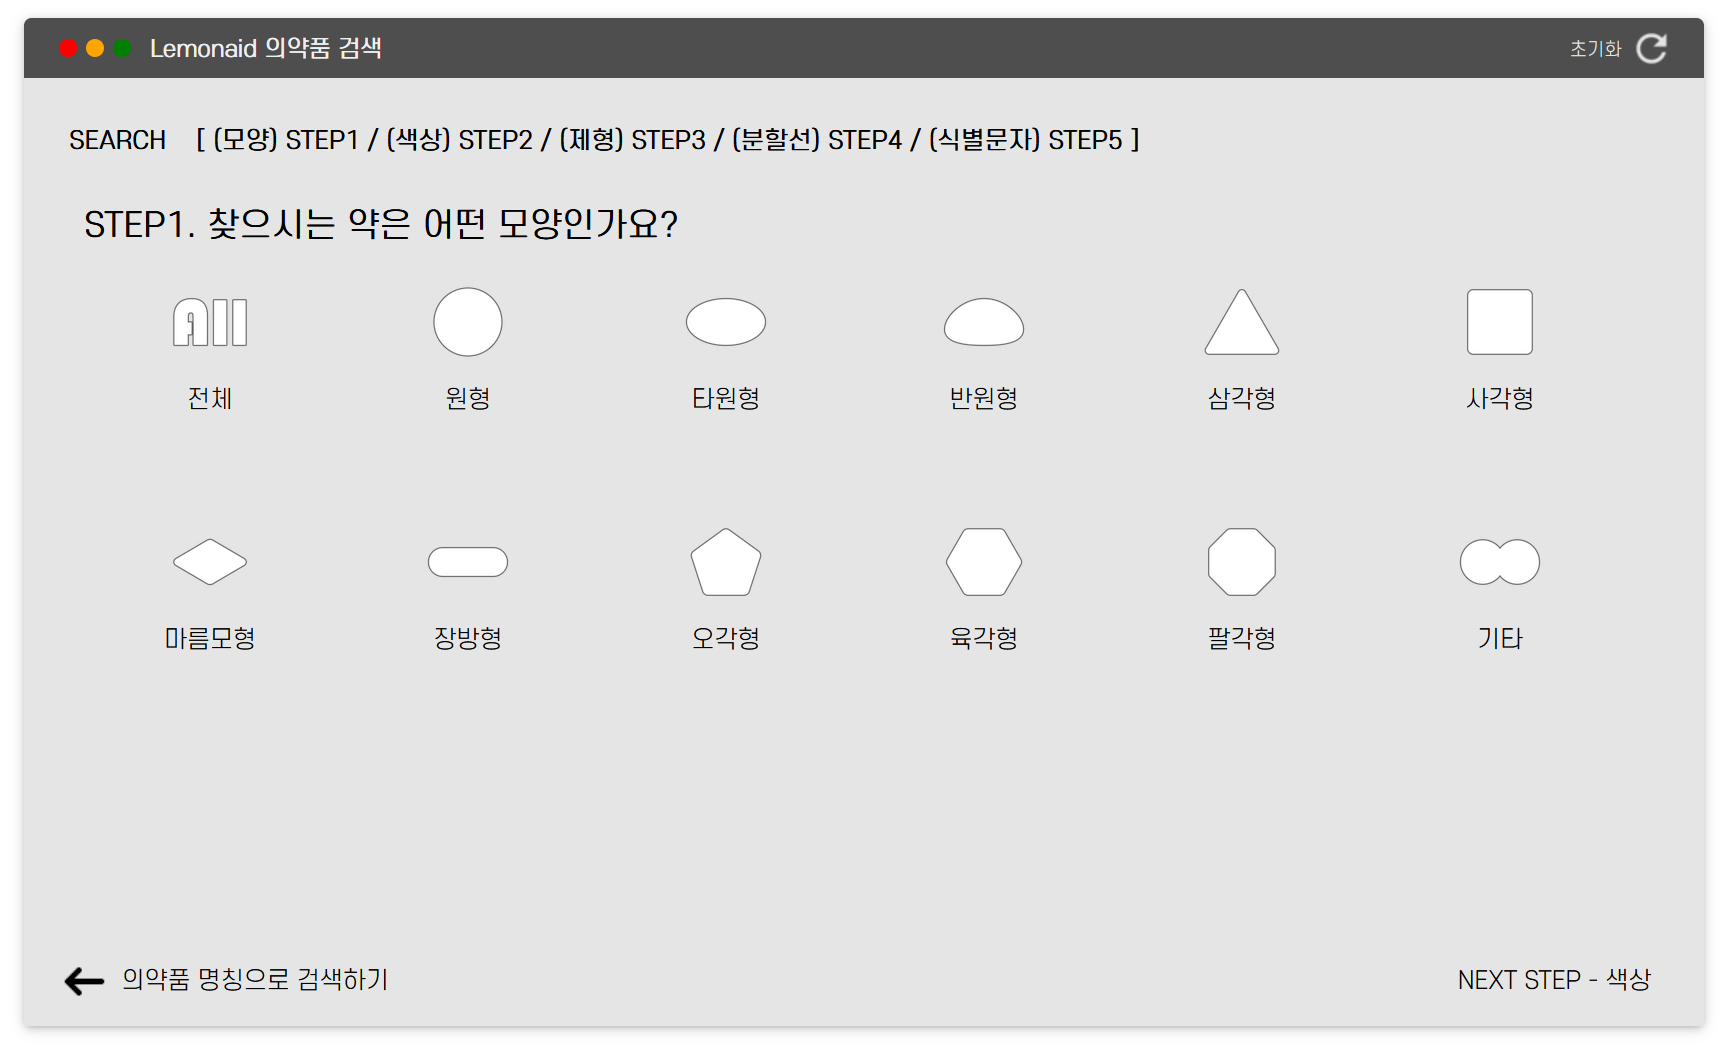 Lemonaid 의약품 검색
초기화
SEARCH [ (모양) STEP1 / (색상) STEP2 / (제형) STEP3 / (분할선) STEP4 / (식별문자) STEP5 ]
STEP1. 찾으시는 약은 어떤 모양인가요?
All
전체 원형 타원형 반원형 삼각형 사각형
마름모형 장방형 오각형 육각형 팔각형 기타
의약품 명칭으로 검색하기
NEXT STEP - 색상